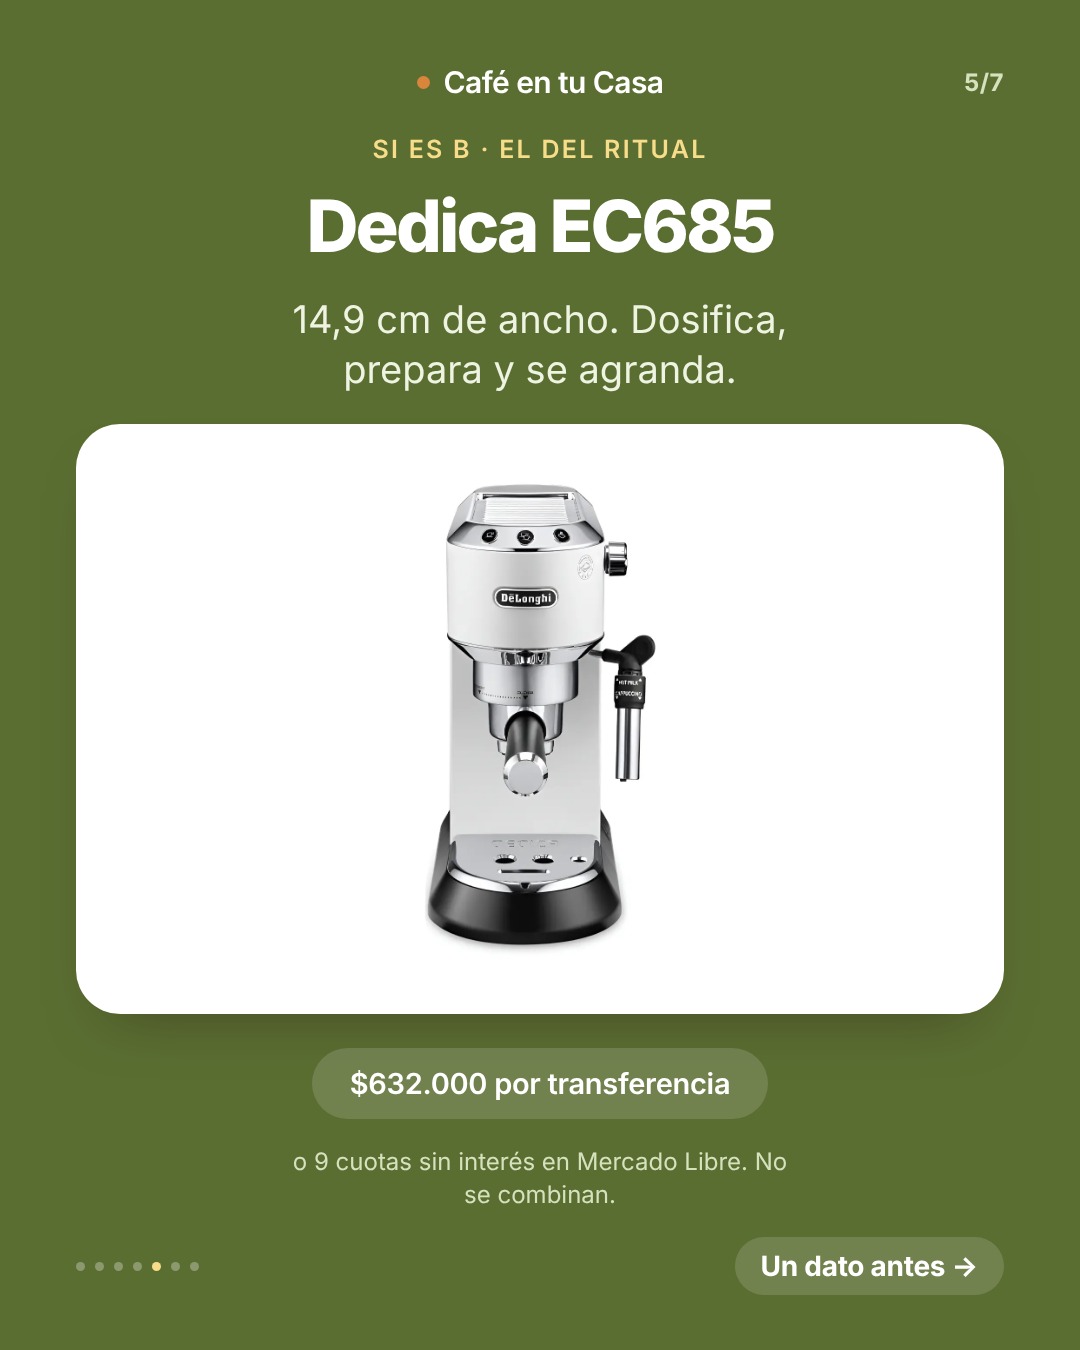 Café en tu Casa
5/7
SI ES B · EL DEL RITUAL
Dedica EC685
14,9 cm de ancho. Dosifica,
prepara y se agranda.
DēLonghi
HOT MILK
$632.000 por transferencia
o 9 cuotas sin interés en Mercado Libre. No
se combinan.
Un dato antes →